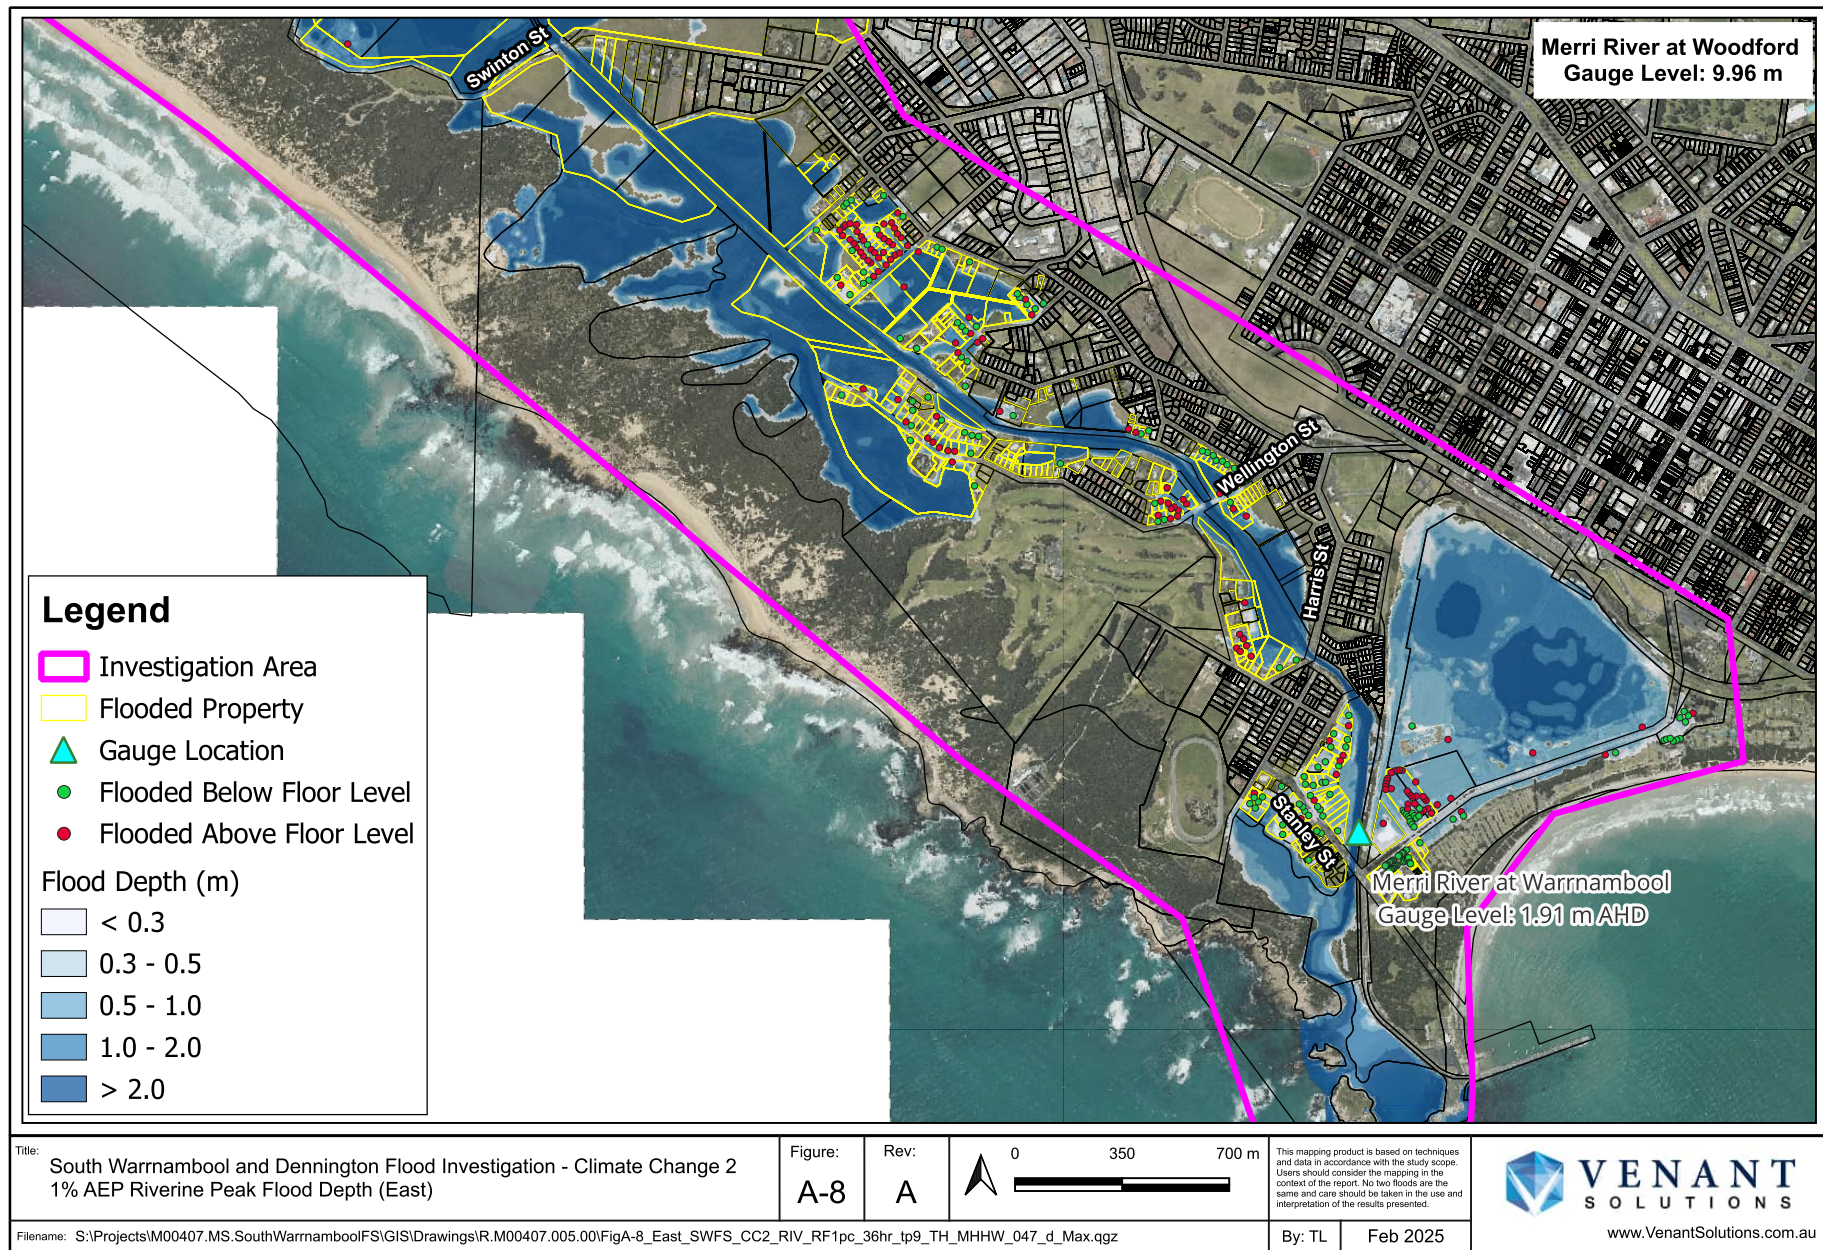 Merri River at Woodford
Gauge Level: 9.96 m
Swinton St
Wellington St
Harris St
Stanley St
Merri River at Warrnambool
Gauge Level: 1.91 m AHD
Legend
Investigation Area
Flooded Property
Gauge Location
Flooded Below Floor Level
Flooded Above Floor Level
Flood Depth (m)
< 0.3
0.3 - 0.5
0.5 - 1.0
1.0 - 2.0
> 2.0
Title:
South Warrnambool and Dennington Flood Investigation - Climate Change 2
1% AEP Riverine Peak Flood Depth (East)
Figure:
A-8
Rev:
A
0 350 700 m
This mapping product is based on techniques
and data in accordance with the study scope.
Users should consider the mapping in the
context of the report. No two floods are the
same and care should be taken in the use and
interpretation of the results presented.
VENANT
SOLUTIONS
www.VenantSolutions.com.au
Filename: S:\Projects\M00407.MS.SouthWarrnamboolFS\GIS\Drawings\R.M00407.005.00\FigA-8_East_SWFS_CC2_RIV_RF1pc_36hr_tp9_TH_MHHW_047_d_Max.qgz
By: TL
Feb 2025